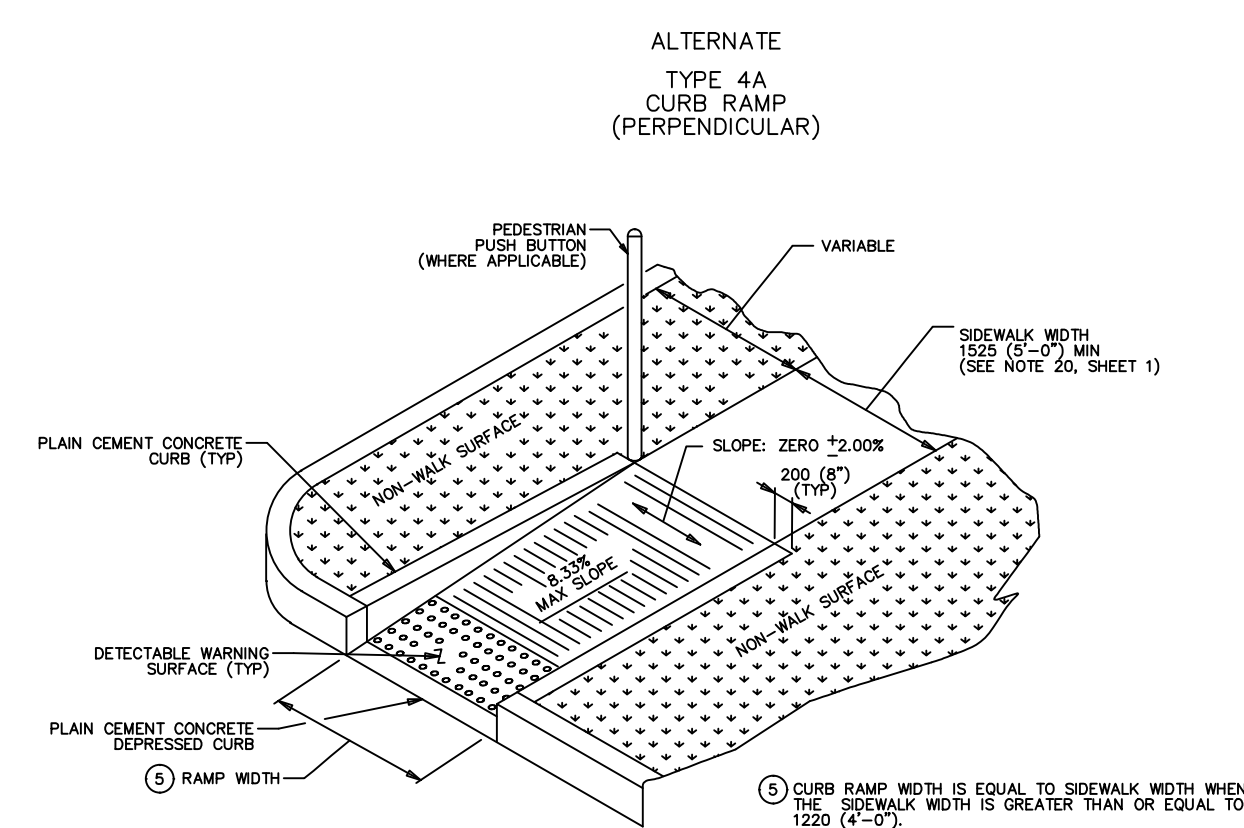 ALTERNATE
TYPE 4A
CURB RAMP
(PERPENDICULAR)
PEDESTRIAN
PUSH BUTTON
(WHERE APPLICABLE)
VARIABLE
SIDEWALK WIDTH
1525 (5'-0") MIN
(SEE NOTE 20, SHEET 1)
PLAIN CEMENT CONCRETE
CURB (TYP)
NON-WALK SURFACE
SLOPE: ZERO ±2.00%
200 (8")
(TYP)
8.33%
MAX SLOPE
NON-WALK SURFACE
DETECTABLE WARNING
SURFACE (TYP)
PLAIN CEMENT CONCRETE
DEPRESSED CURB
5 RAMP WIDTH
5 CURB RAMP WIDTH IS EQUAL TO SIDEWALK WIDTH WHEN
THE SIDEWALK WIDTH IS GREATER THAN OR EQUAL TO
1220 (4'-0").